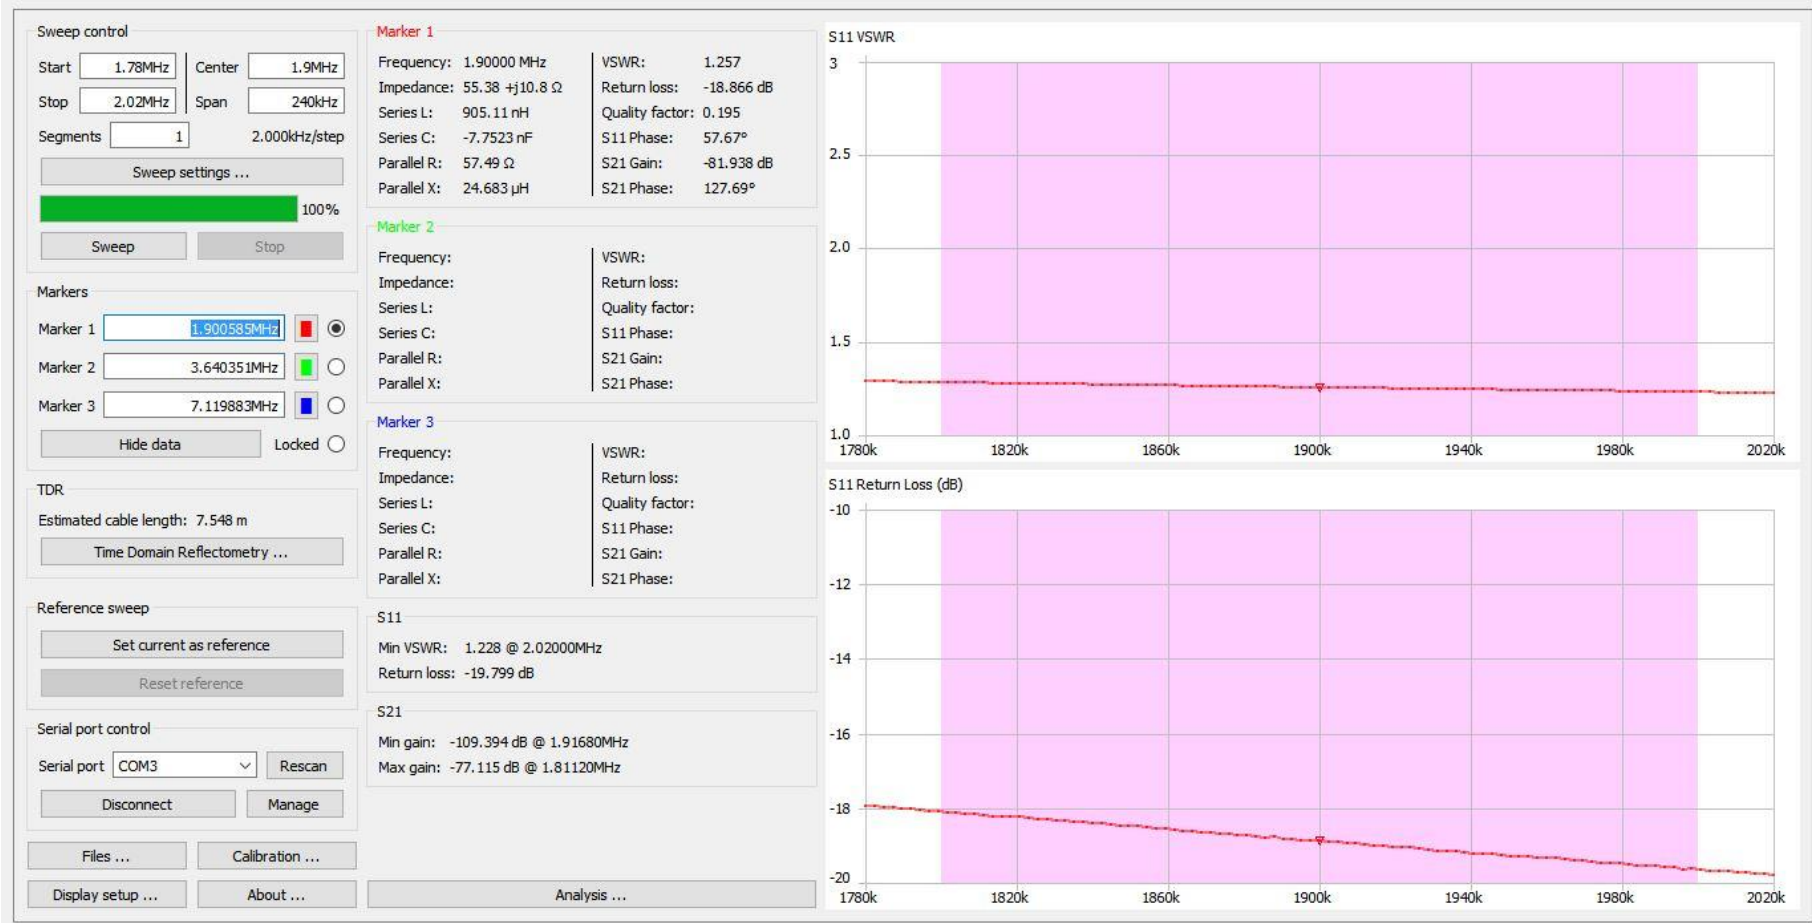 Sweep control
Start 1.78MHz Center 1.9MHz
Stop 2.02MHz Span 240kHz
Segments 1 2.000kHz/step
Sweep settings ...
100%
Sweep Stop
Markers
Marker 1 1.900585MHz
Marker 2 3.640351MHz
Marker 3 7.119883MHz
Hide data Locked
TDR
Estimated cable length: 7.548 m
Time Domain Reflectometry ...
Reference sweep
Set current as reference
Reset reference
Serial port control
Serial port COM3 Rescan
Disconnect Manage
Files ... Calibration ...
Display setup ... About ...
Marker 1
Frequency: 1.90000 MHz VSWR: 1.257
Impedance: 55.38 +j10.8 Ω Return loss: -18.866 dB
Series L: 905.11 nH Quality factor: 0.195
Series C: -7.7523 nF S11 Phase: 57.67°
Parallel R: 57.49 Ω S21 Gain: -81.938 dB
Parallel X: 24.683 µH S21 Phase: 127.69°
Marker 2
Frequency: VSWR:
Impedance: Return loss:
Series L: Quality factor:
Series C: S11 Phase:
Parallel R: S21 Gain:
Parallel X: S21 Phase:
Marker 3
Frequency: VSWR:
Impedance: Return loss:
Series L: Quality factor:
Series C: S11 Phase:
Parallel R: S21 Gain:
Parallel X: S21 Phase:
S11
Min VSWR: 1.228 @ 2.02000MHz
Return loss: -19.799 dB
S21
Min gain: -109.394 dB @ 1.91680MHz
Max gain: -77.115 dB @ 1.81120MHz
Analysis ...
S11 VSWR
3
2.5
2.0
1.5
1.0
1780k 1820k 1860k 1900k 1940k 1980k 2020k
S11 Return Loss (dB)
-10
-12
-14
-16
-18
-20
1780k 1820k 1860k 1900k 1940k 1980k 2020k